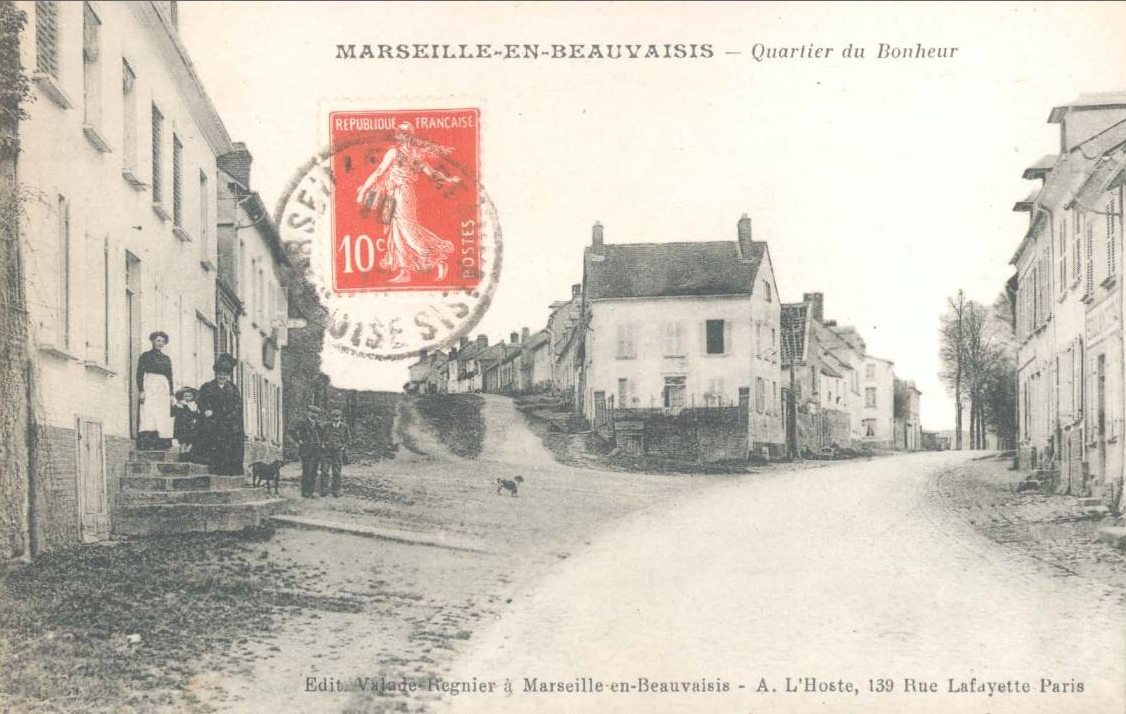 MARSEILLE-EN-BEAUVAISIS — Quartier du Bonheur
REPUBLIQUE FRANÇAISE
10c
POSTES
OISE
Edit. Valade-Regnier à Marseille-en-Beauvaisis - A. L'Hoste, 139 Rue Lafayette Paris